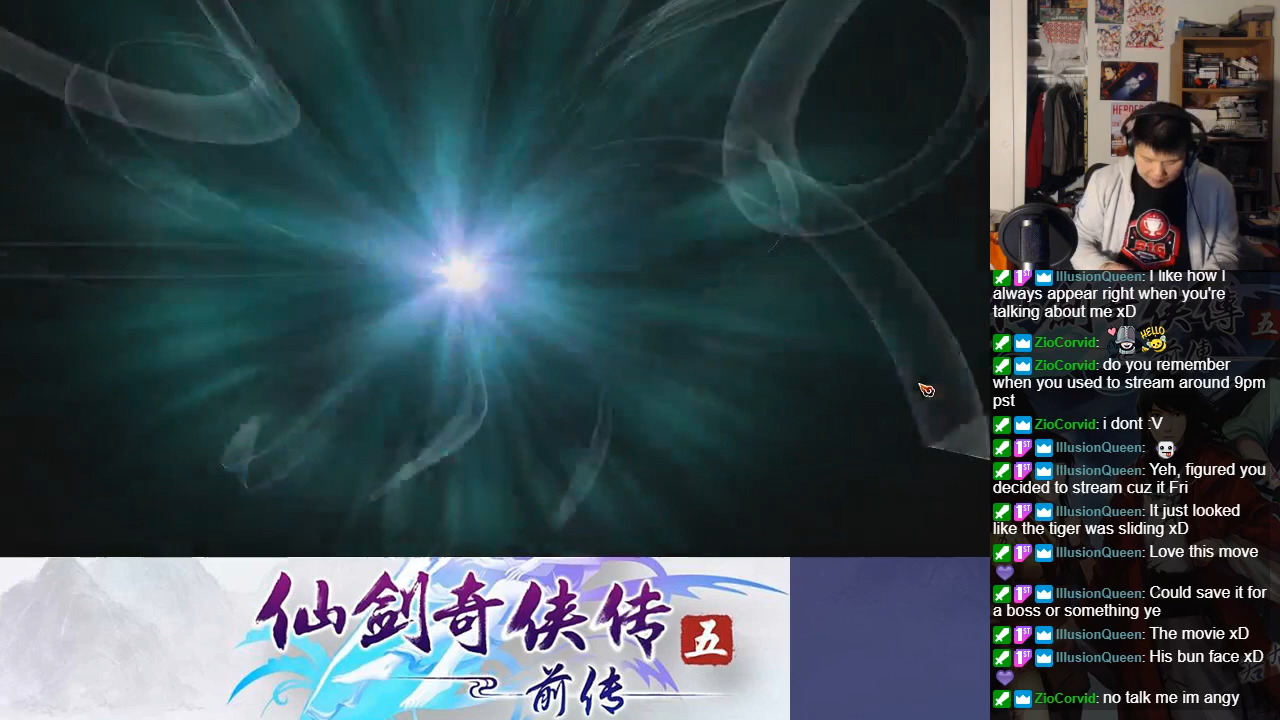 HEROES
BIG
IllusionQueen: I like how I
always appear right when you're
talking about me xD
ZioCorvid: HELLO
ZioCorvid: do you remember
when you used to stream around 9pm
pst
ZioCorvid: i dont :V
IllusionQueen:
IllusionQueen: Yeh, figured you
decided to stream cuz it Fri
IllusionQueen: It just looked
like the tiger was sliding xD
IllusionQueen: Love this move
IllusionQueen: Could save it for
a boss or something ye
IllusionQueen: The movie xD
IllusionQueen: His bun face xD
ZioCorvid: no talk me im angy
仙剑奇侠传 五
前传